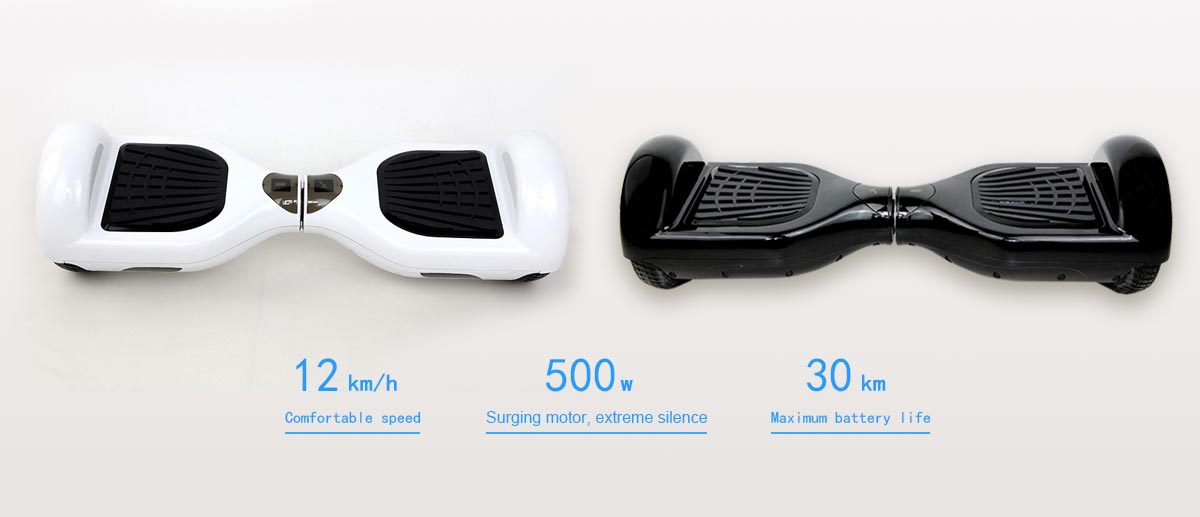 12 km/h
500w
30 km
Comfortable speed
Surging motor, extreme silence
Maximum battery life